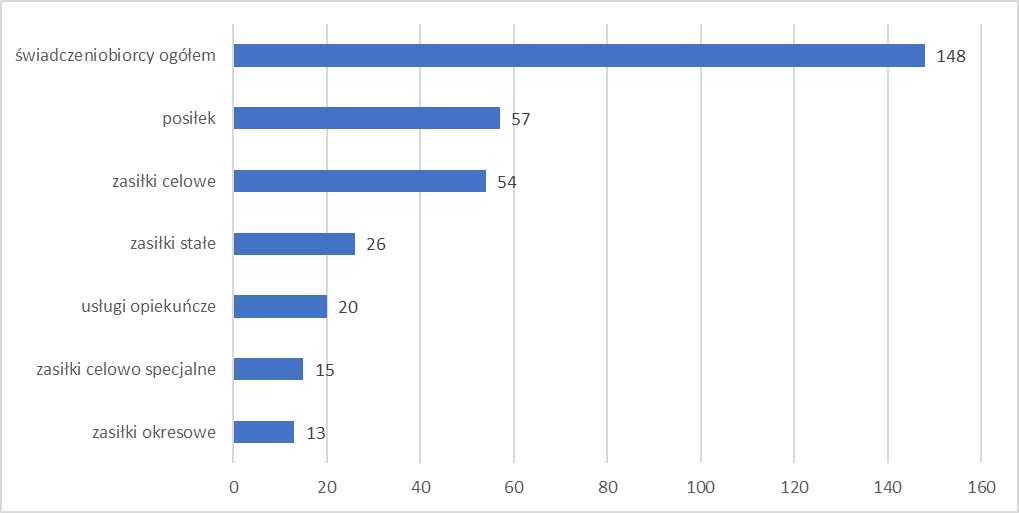 świadczeniobiorcy ogółem 148
posiłek 57
zasiłki celowe 54
zasiłki stałe 26
usługi opiekuńcze 20
zasiłki celowo specjalne 15
zasiłki okresowe 13
0 20 40 60 80 100 120 140 160